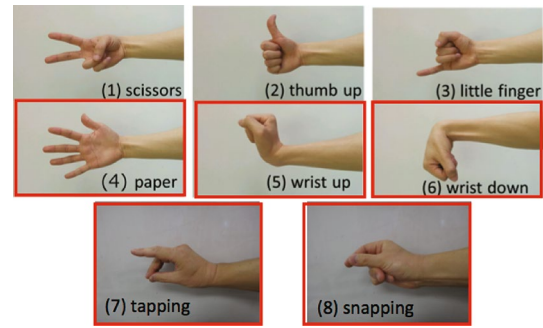 (1) scissors
(2) thumb up
(3) little finger
(4) paper
(5) wrist up
(6) wrist down
(7) tapping
(8) snapping